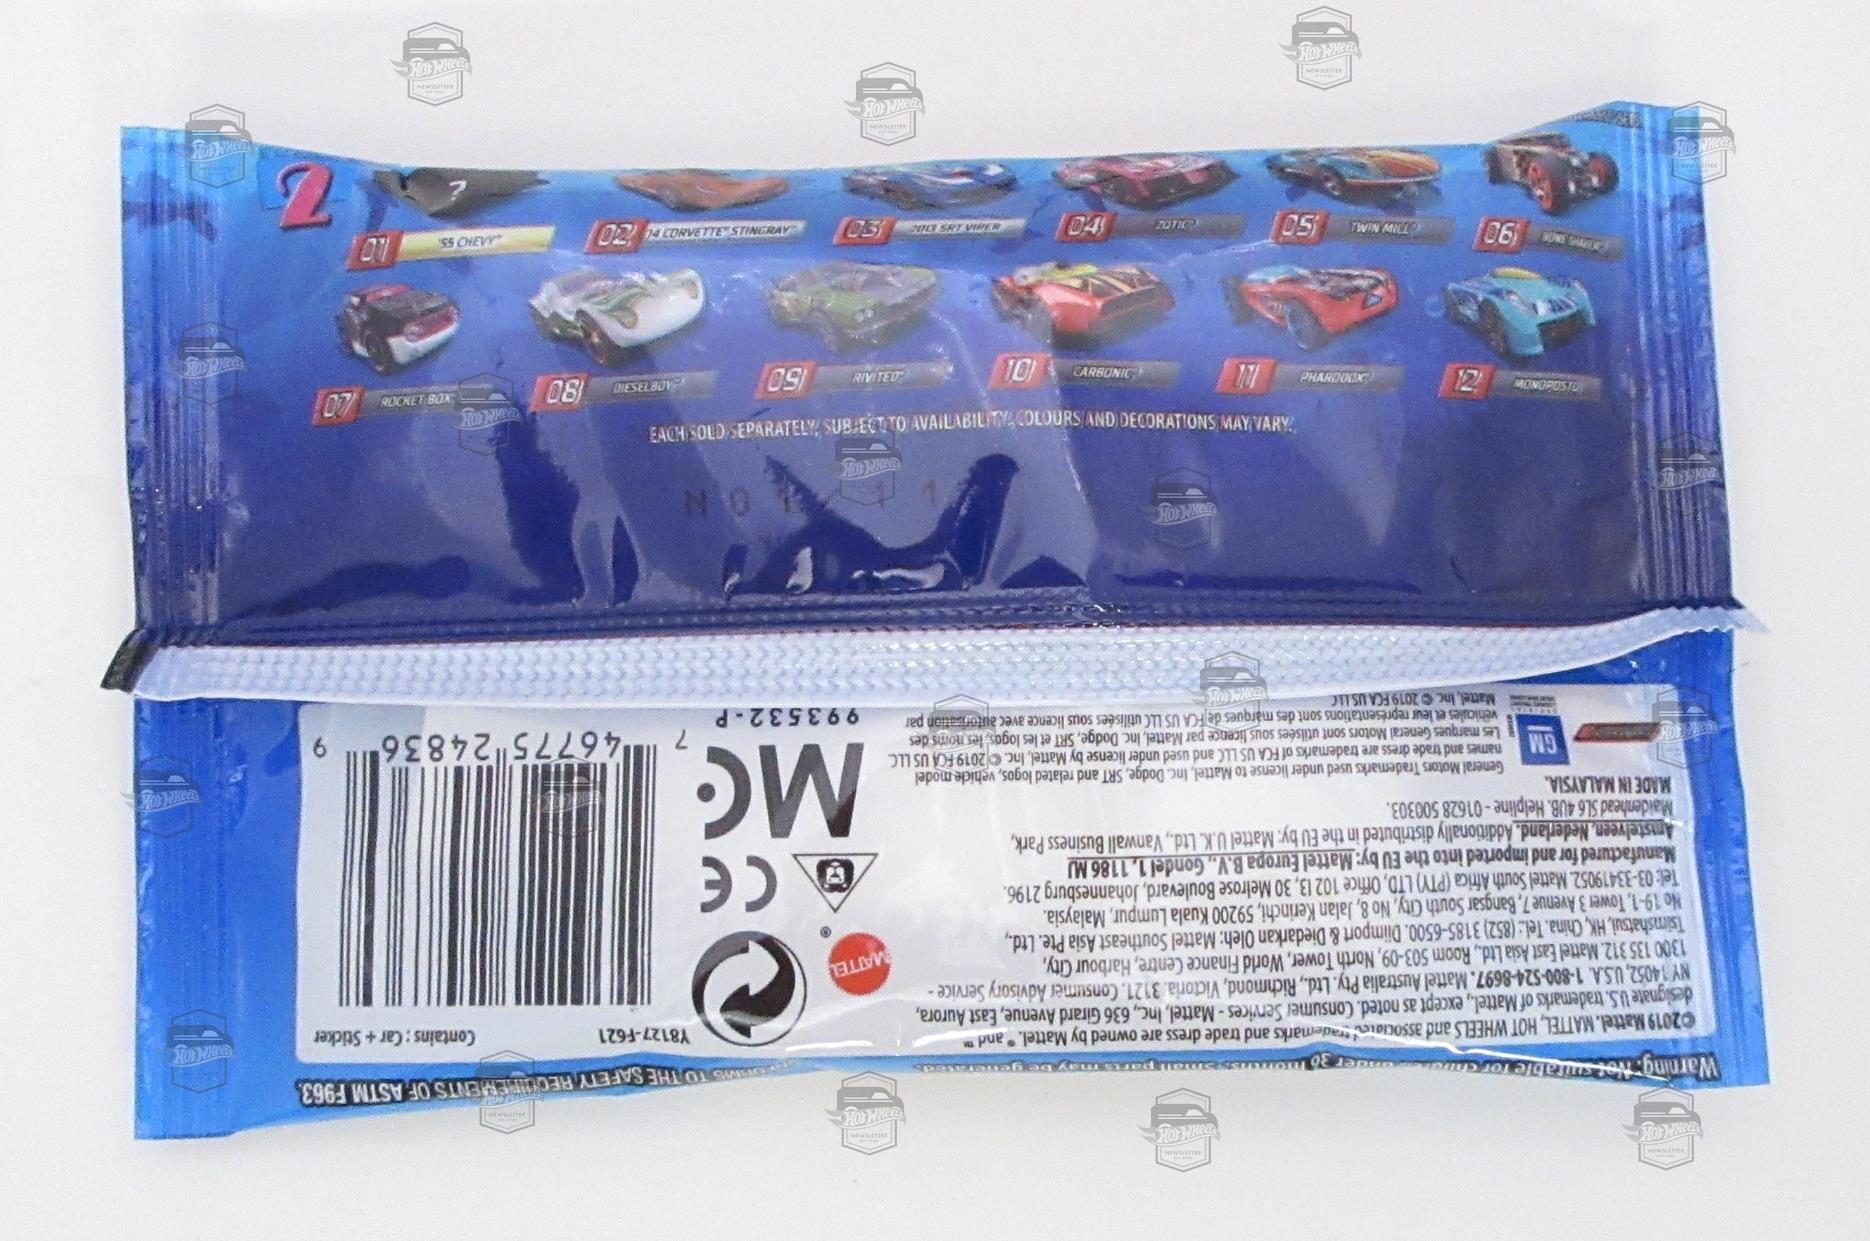 2
?
01 '55 CHEVY®
02 '14 CORVETTE® STINGRAY™
03 2013 SRT VIPER
04 ZOTIC™
05 TWIN MILL™
06 BONE SHAKER™
07 ROCKET BOX™
08 DIESELBOY™
09 RIVITED™
10 CARBONIC™
11 PHARODOX™
12 MONOPOSTO™
EACH SOLD SEPARATELY, SUBJECT TO AVAILABILITY. COLOURS AND DECORATIONS MAY VARY.
Warning: Not suitable for
under 36 months. Small parts may be generated.
TO THE SAFETY REQUIREMENTS OF ASTM F963.
©2019 Mattel. MATTEL, HOT WHEELS and associated trademarks and trade dress are owned by Mattel. ® and ™
designate U.S. trademarks of Mattel, except as noted. Consumer Services - Mattel, Inc., 636 Girard Avenue, East Aurora,
NY 14052, U.S.A. 1-800-524-8697. Mattel Australia Pty. Ltd., Richmond, Victoria. 3121. Consumer Advisory Service -
1300 135 312. Mattel East Asia Ltd., Room 503-09, North Tower, World Finance Centre, Harbour City,
Tsimshatsui, HK, China. Tel.: (852) 3185-6500. Diimport & Diedarkan Oleh: Mattel Southeast Asia Pte. Ltd.,
No 19-1, Tower 3 Avenue 7, Bangsar South City, No 8, Jalan Kerinchi, 59200 Kuala Lumpur, Malaysia.
Tel: 03-33419052. Mattel South Africa (PTY) LTD, Office 102 I3, 30 Melrose Boulevard, Johannesburg 2196.
Manufactured for and imported into the EU by: Mattel Europa B.V., Gondel 1, 1186 MJ
Amstelveen, Nederland. Additionally distributed in the EU by: Mattel U.K. Ltd., Vanwall Business Park,
Maidenhead SL6 4UB. Helpline - 01628 500303.
MADE IN MALAYSIA.
General Motors Trademarks used under license to Mattel, Inc. Dodge, SRT and related logos, vehicle model
names and trade dress are trademarks of FCA US LLC and used under license by Mattel, Inc. © 2019 FCA US LLC
Les marques General Motors sont utilisées sous licence par Mattel, Inc. Dodge, SRT et les logos, les noms des
véhicules et leur représentations sont des marques de FCA US LLC utilisées sous licence avec autorisation par
Mattel, Inc. © 2019 FCA US LLC
GM
Y8127-F621
Contains : Car + Sticker
MATTEL
®
CE
MC
993532-P
7 46775 24836 9
HOT WHEELS
NEWSLETTER